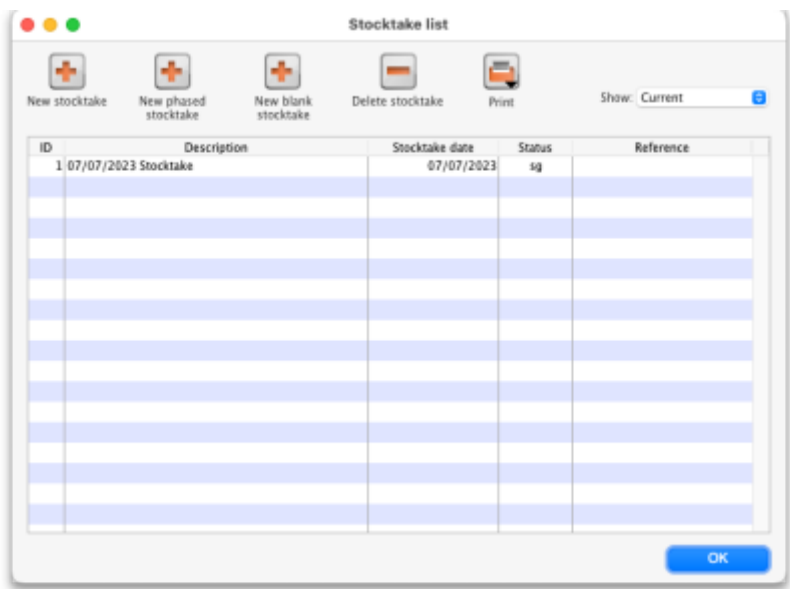 Stocktake list
New stocktake
New phased
stocktake
New blank
stocktake
Delete stocktake
Print
Show: Current
ID Description Stocktake date Status Reference
1 07/07/2023 Stocktake 07/07/2023 sg
OK